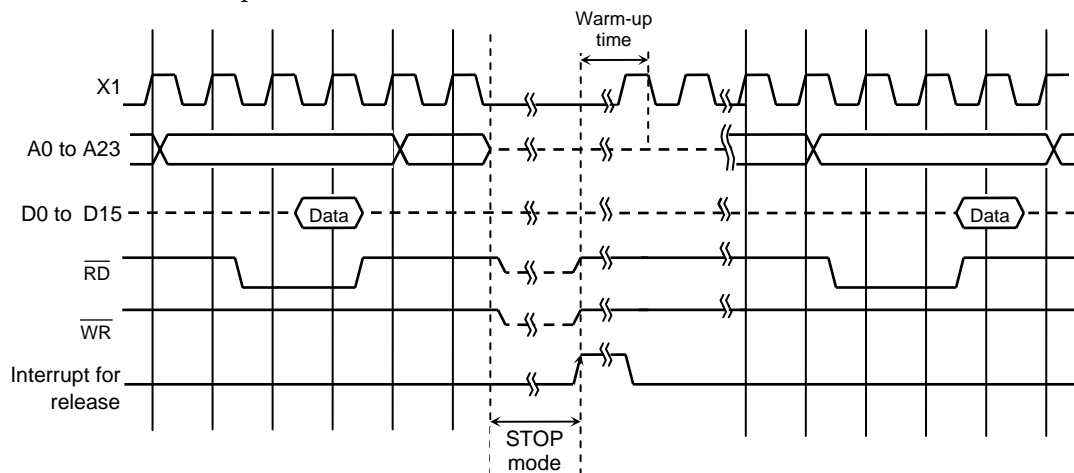 Warm-up
time
X1
A0 to A23
D0 to D15
Data
Data
RD
WR
Interrupt for
release
STOP
mode